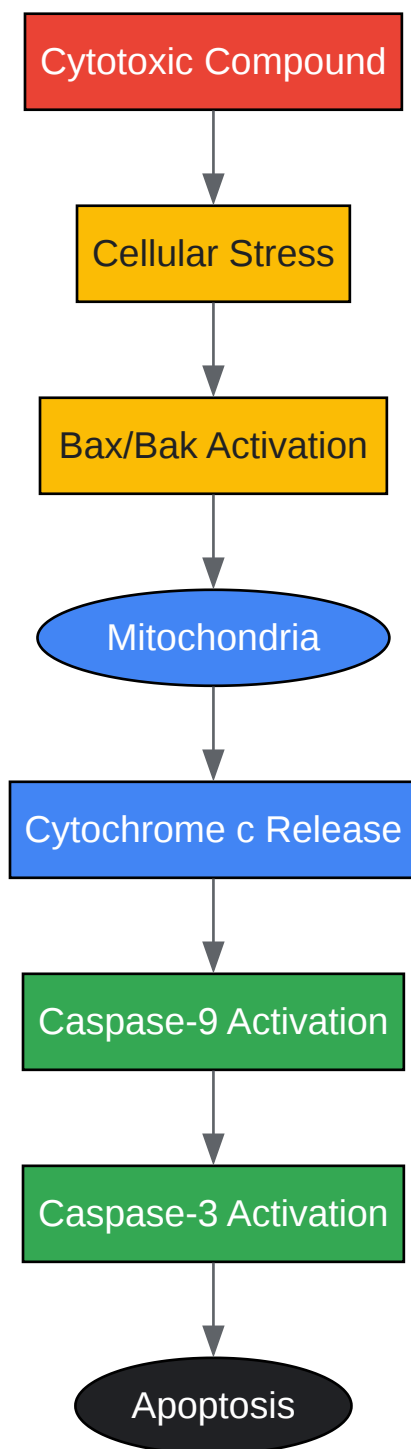 Cytotoxic Compound
Cellular Stress
Bax/Bak Activation
Mitochondria
Cytochrome c Release
Caspase-9 Activation
Caspase-3 Activation
Apoptosis